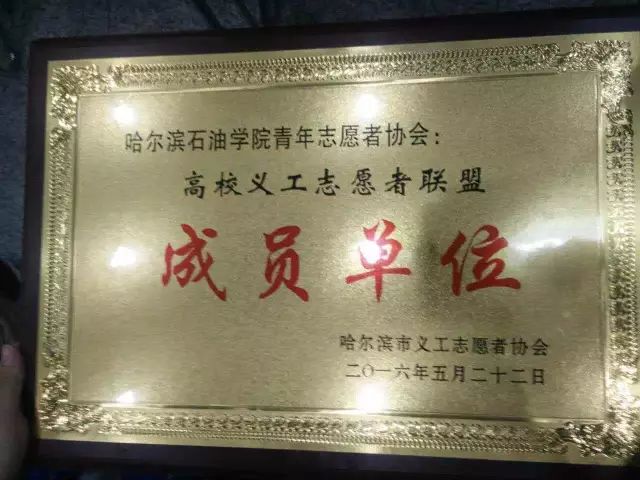 哈尔滨石油学院青年志愿者协会：
高校义工志愿者联盟
成员单位
哈尔滨市义工志愿者协会
二〇一六年五月二十二日